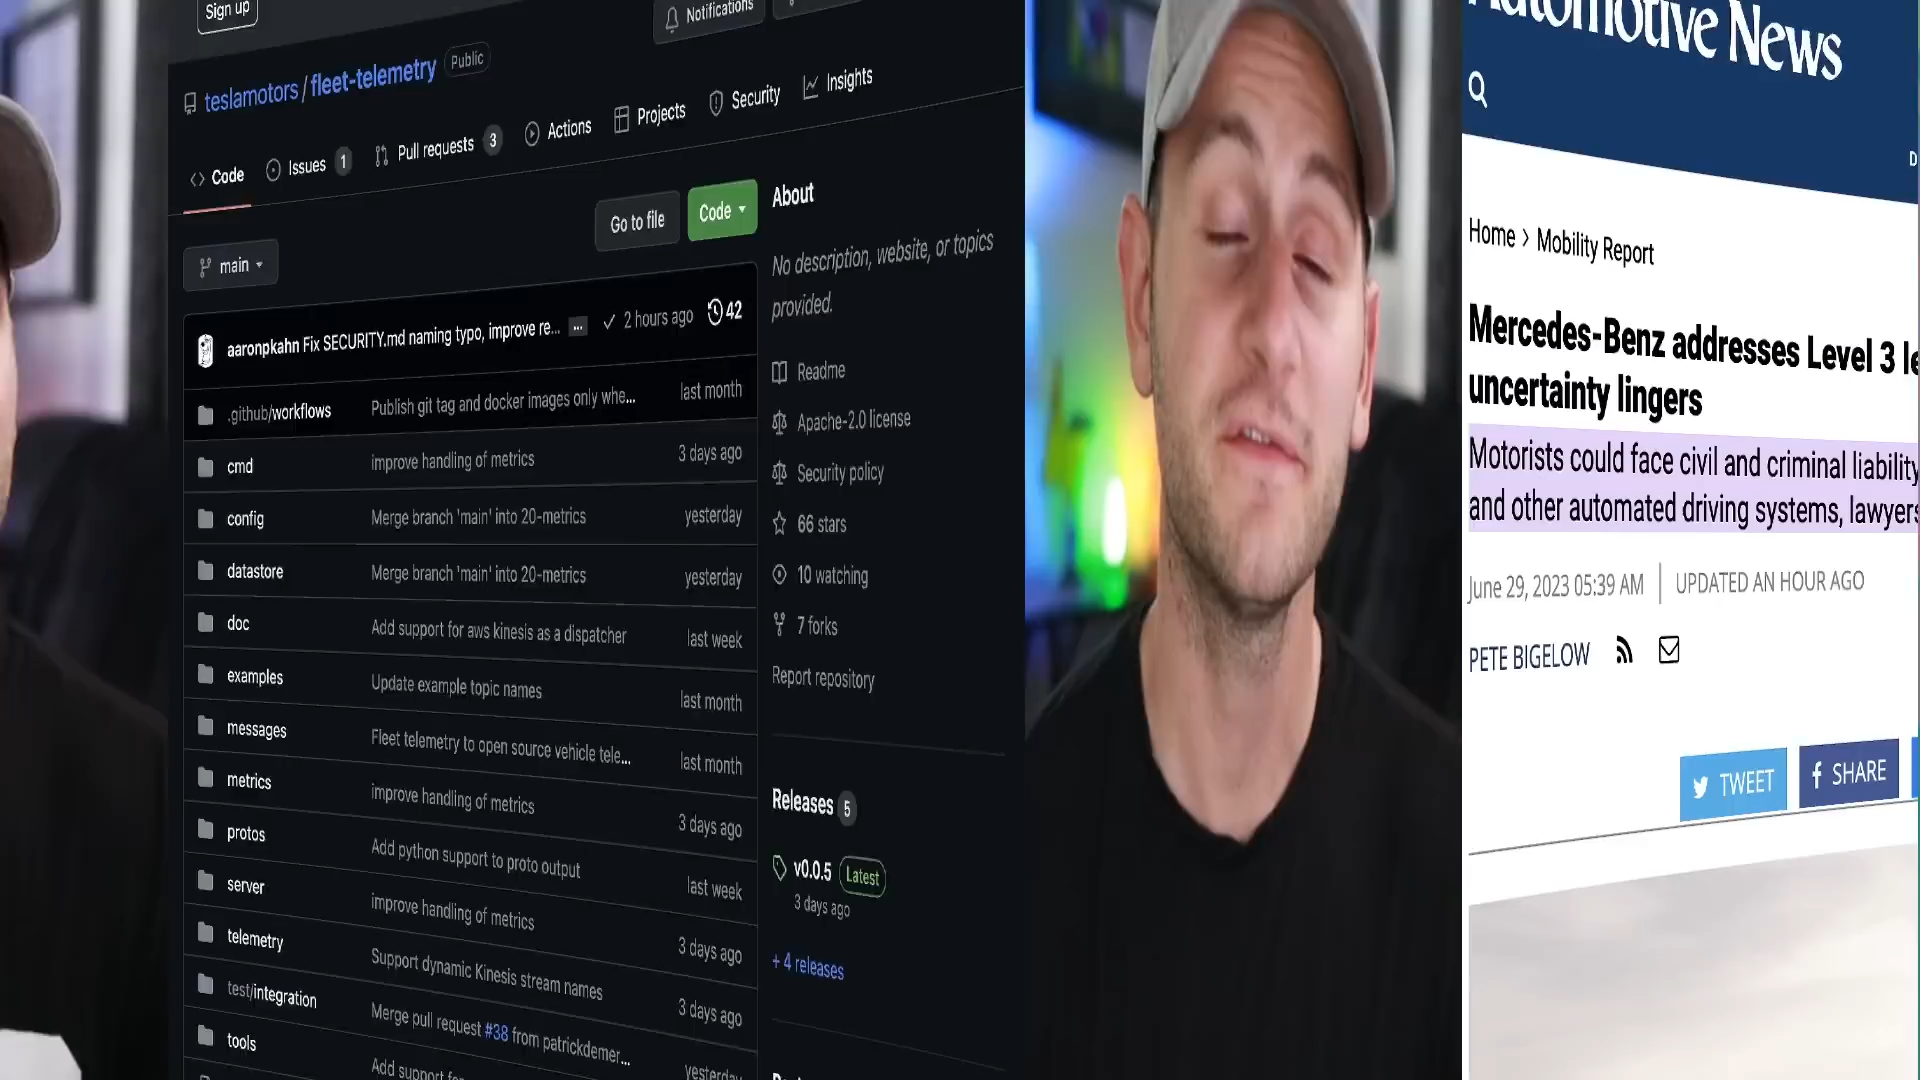 Sign up
Notifications
teslamotors/fleet-telemetry Public
Code
Issues 1
Pull requests 3
Actions
Projects
Security
Insights
main
Go to file
Code
aaronpkahn Fix SECURITY.md naming typo, improve re... ... 2 hours ago 42
.github/workflows Publish git tag and docker images only whe... last month
cmd improve handling of metrics 3 days ago
config Merge branch 'main' into 20-metrics yesterday
datastore Merge branch 'main' into 20-metrics yesterday
doc Add support for aws kinesis as a dispatcher last week
examples Update example topic names last month
messages Fleet telemetry to open source vehicle tele... last month
metrics improve handling of metrics 3 days ago
protos Add python support to proto output last week
server improve handling of metrics 3 days ago
telemetry Support dynamic Kinesis stream names 3 days ago
test/integration Merge pull request #38 from patrickdemer... yesterday
tools Add support
About
No description, website, or topics
provided.
Readme
Apache-2.0 license
Security policy
66 stars
10 watching
7 forks
Report repository
Releases 5
v0.0.5 Latest
3 days ago
+ 4 releases
Automotive News
Home > Mobility Report
Mercedes-Benz addresses Level 3
uncertainty lingers
Motorists could face civil and criminal liability
and other automated driving systems, lawyers
June 29, 2023 05:39 AM | UPDATED AN HOUR AGO
PETE BIGELOW
TWEET
SHARE